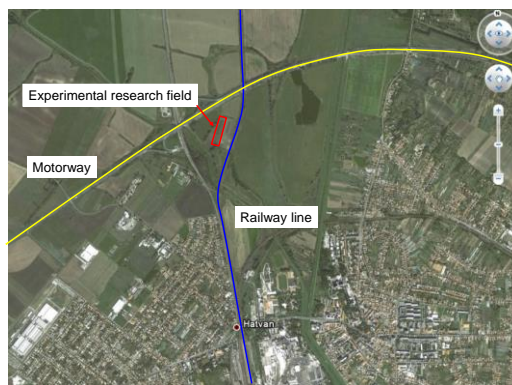 N
Experimental research field
Motorway
Railway line
Hatvan